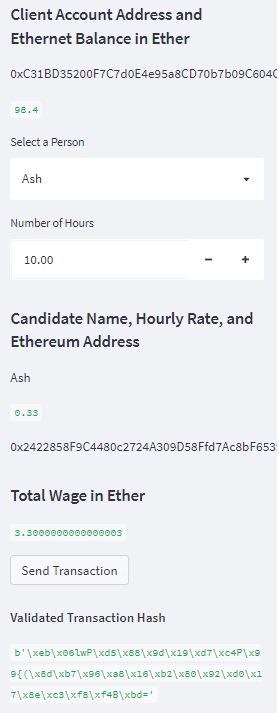 Client Account Address and
Ethernet Balance in Ether
0xC31BD35200F7C7d0E4e95a8CD70b7b09C604C
98.4
Select a Person
Ash
Number of Hours
10.00
Candidate Name, Hourly Rate, and
Ethereum Address
Ash
0.33
0x2422858F9C4480c2724A309D58Ffd7Ac8bF6539
Total Wage in Ether
3.3000000000000003
Send Transaction
Validated Transaction Hash
b'\xeb\x06lwP\xd5\x88\x9d\x19\xd7\xc4P\x9
9{(\x8d\xb7\x96\xa8\x16\xb2\x80\x92\xd0\x1
7\x8e\xc3\xf8\xf4B\xbd='